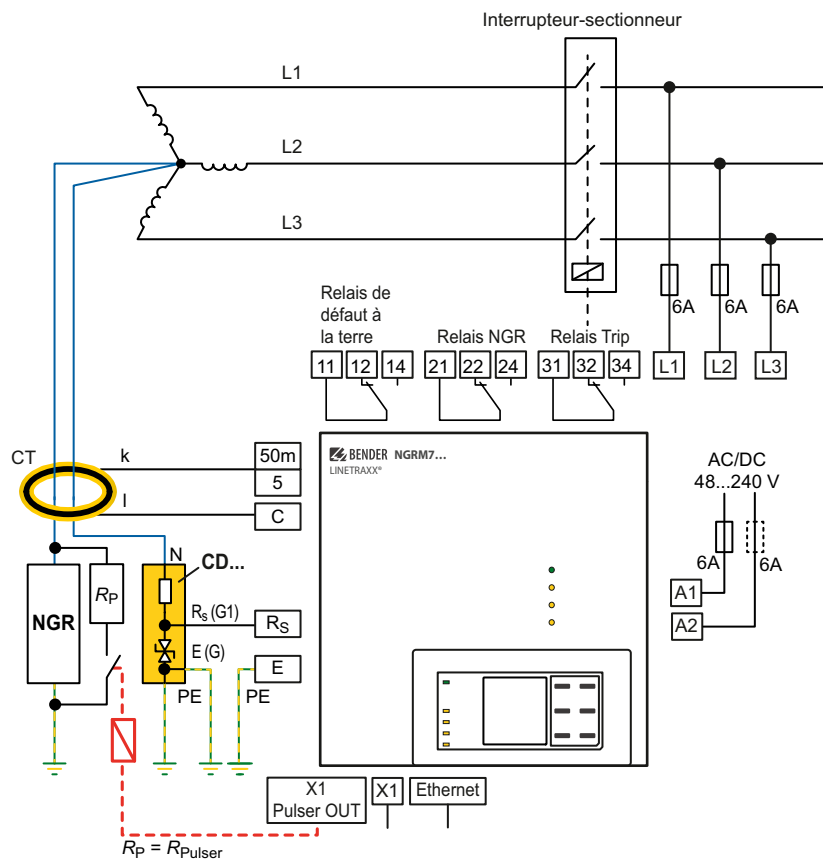 Interrupteur-sectionneur
L1
L2
L3
6A
6A
6A
Relais de
défaut à
la terre
Relais NGR
Relais Trip
11
12
14
21
22
24
31
32
34
L1
L2
L3
CT
k
l
50m
5
C
BENDER NGRM7...
LINETRAXX®
AC/DC
48...240 V
6A
6A
A1
A2
N
CD...
NGR
RP
Rs (G1)
RS
E (G)
E
PE
PE
X1
Pulser OUT
X1
Ethernet
RP = RPulser